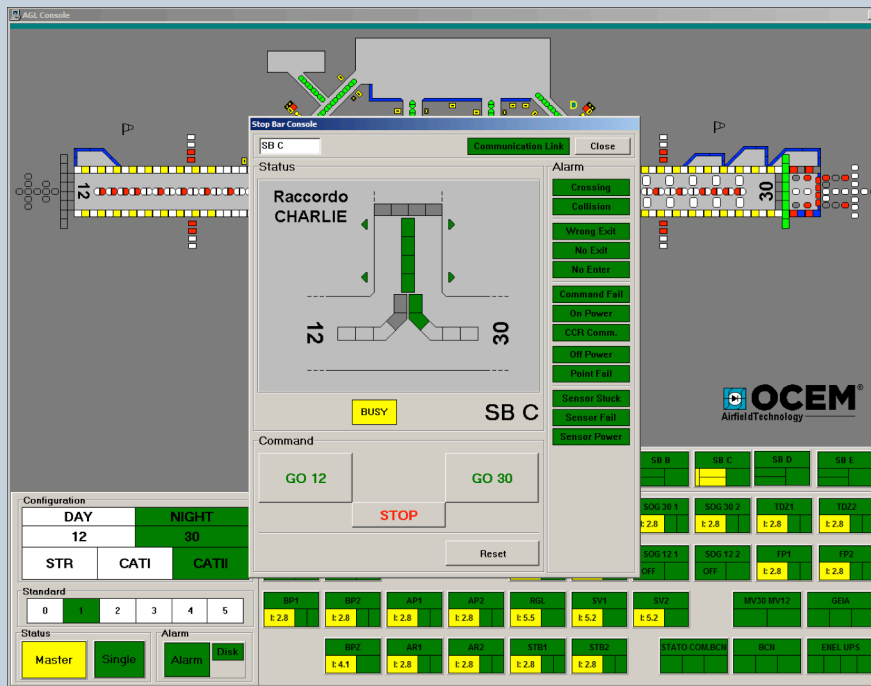 AGL Console
D
Stop Bar Console
SB C
Communication Link
Close
Status
Raccordo
CHARLIE
12
30
BUSY
SB C
Command
GO 12
GO 30
STOP
Reset
Alarm
Crossing
Collision
Wrong Exit
No Exit
No Enter
Command Fail
On Power
CCR Comm.
Off Power
Point Fail
Sensor Stuck
Sensor Fail
Sensor Power
12
30
OCEM®
Airfield Technology
SB B
SB C
SB D
SB E
SOG 30 1
SOG 30 2
TDZ1
TDZ2
I: 2.8
I: 2.8
I: 2.8
I: 2.8
SOG 12 1
SOG 12 2
FP1
FP2
OFF
OFF
I: 2.8
I: 2.8
BP1
BP2
AP1
AP2
RGL
SV1
SV2
MV30 MV12
GEIA
I: 2.8
I: 2.8
I: 2.8
I: 2.8
I: 5.5
I: 5.2
I: 5.2
BPZ
AR1
AR2
STB1
STB2
STATO COM.BCN
BCN
ENEL UPS
I: 4.1
I: 2.8
I: 2.8
I: 2.8
I: 2.8
Configuration
DAY
NIGHT
12
30
STR
CATI
CATII
Standard
0
1
2
3
4
5
Status
Master
Single
Alarm
Alarm
Disk